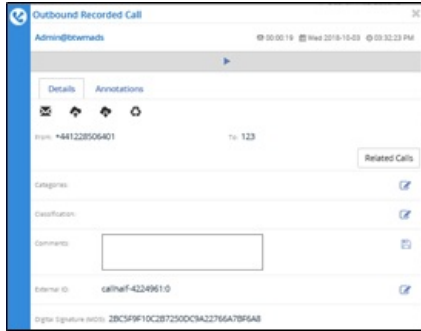 Outbound Recorded Call
Admin@btwmads 00:00:19 Wed 2018-10-03 03:32:23 PM
Details Annotations
From: +441228506401 To: 123
Related Calls
Categories:
Classification:
Comments:
External ID: callhalf-4224961:0
Digital Signature (MD5): 2BC5F9F10C2B7250DC9A22766A7BF6A8